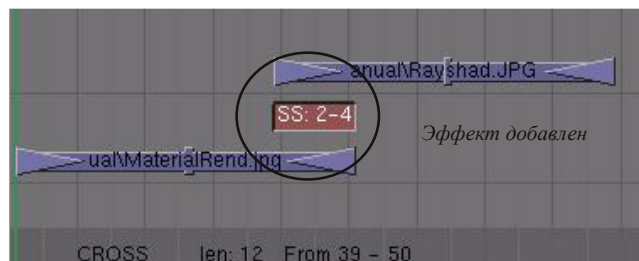 anual\Rayshad.JPG
SS: 2-4
Эффект добавлен
ual\MaterialRend.jpg
CROSS len: 12 From 39 - 50